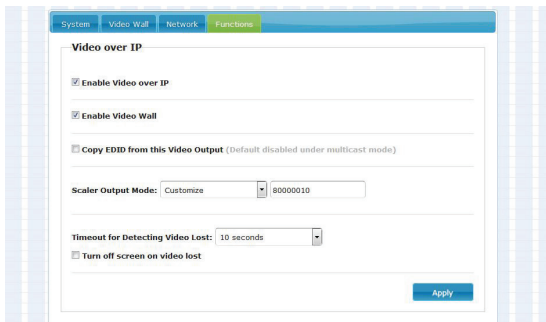 System Video Wall Network Functions
Video over IP
Enable Video over IP
Enable Video Wall
Copy EDID from this Video Output (Default disabled under multicast mode)
Scaler Output Mode: Customize 80000010
Timeout for Detecting Video Lost: 10 seconds
Turn off screen on video lost
Apply